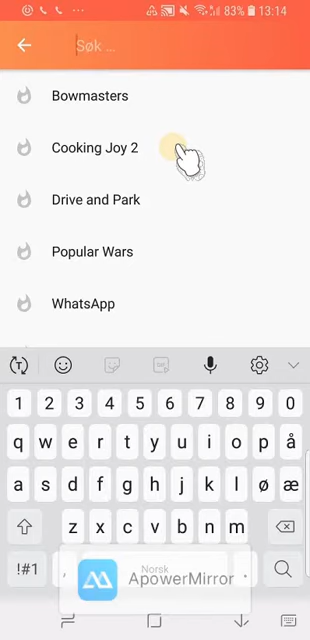 83% 13:14
Søk ...
Bowmasters
Cooking Joy 2
Drive and Park
Popular Wars
WhatsApp
1 2 3 4 5 6 7 8 9 0
q w e r t y u i o p å
a s d f g h j k l ø æ
z x c v b n m
!#1 , Norsk .
ApowerMirror